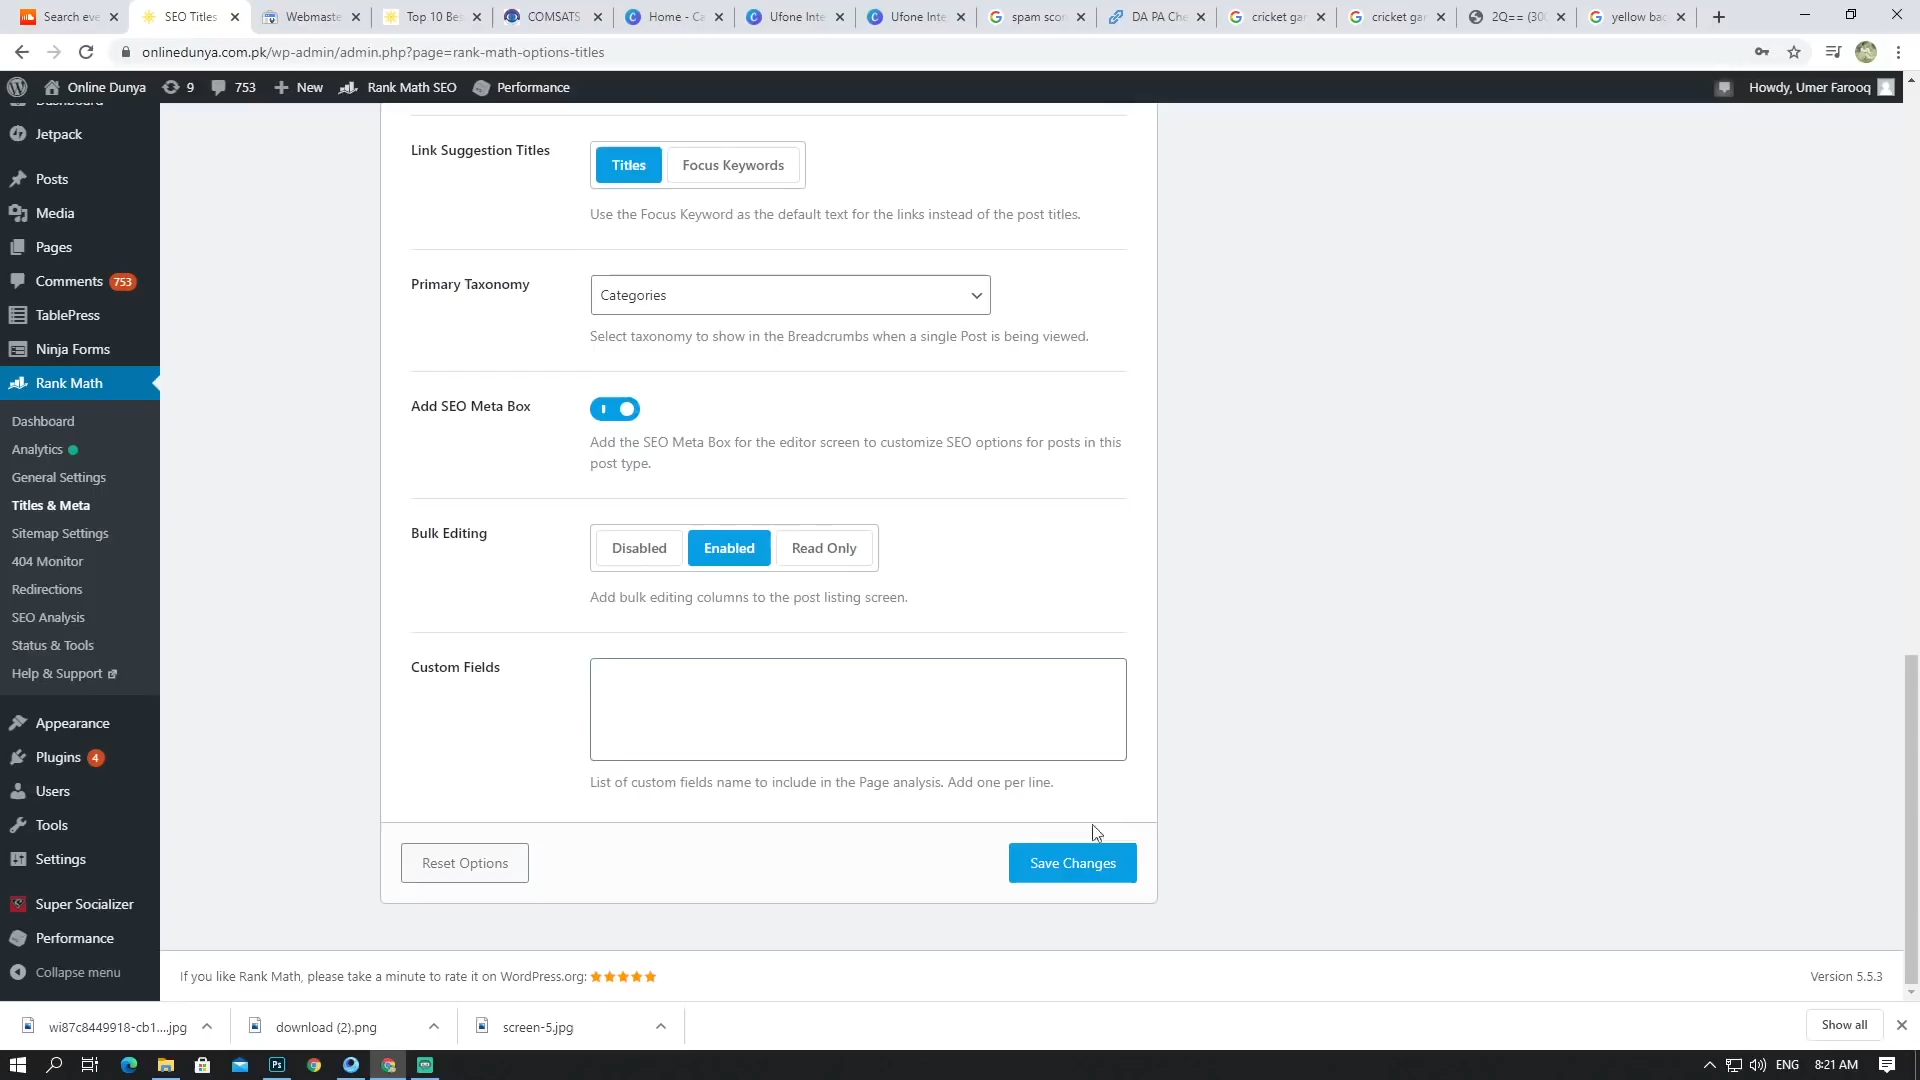 Search eve
SEO Titles
Webmaste
Top 10 Be
COMSATS
Home - Ca
Ufone Inte
Ufone Inte
spam scor
DA PA Che
cricket gar
cricket gar
2Q== (300
yellow bac
onlinedunya.com.pk/wp-admin/admin.php?page=rank-math-options-titles
Online Dunya
9
753
New
Rank Math SEO
Performance
Howdy, Umer Farooq
Dashboard
Jetpack
Posts
Media
Pages
Comments 753
TablePress
Ninja Forms
Rank Math
Dashboard
Analytics
General Settings
Titles & Meta
Sitemap Settings
404 Monitor
Redirections
SEO Analysis
Status & Tools
Help & Support
Appearance
Plugins 4
Users
Tools
Settings
Super Socializer
Performance
Collapse menu
Link Suggestion Titles
Titles
Focus Keywords
Use the Focus Keyword as the default text for the links instead of the post titles.
Primary Taxonomy
Categories
Select taxonomy to show in the Breadcrumbs when a single Post is being viewed.
Add SEO Meta Box
Add the SEO Meta Box for the editor screen to customize SEO options for posts in this
post type.
Bulk Editing
Disabled
Enabled
Read Only
Add bulk editing columns to the post listing screen.
Custom Fields
List of custom fields name to include in the Page analysis. Add one per line.
Reset Options
Save Changes
If you like Rank Math, please take a minute to rate it on WordPress.org:
Version 5.5.3
wi87c8449918-cb1....jpg
download (2).png
screen-5.jpg
Show all
Ps
ENG
8:21 AM